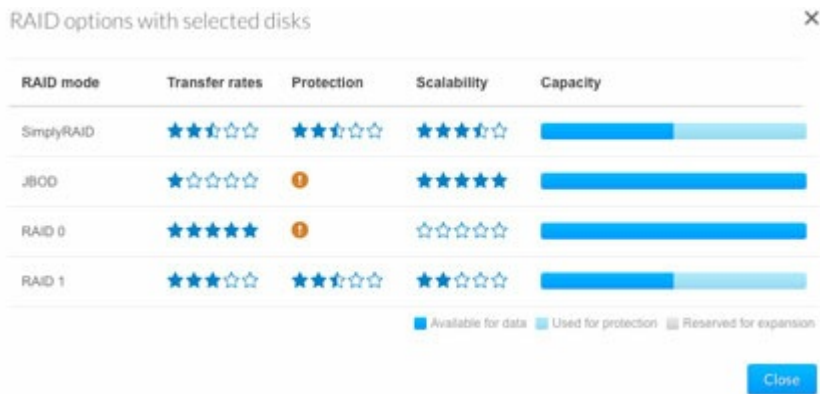 RAID options with selected disks
RAID mode Transfer rates Protection Scalability Capacity
SimplyRAID
JBOD
RAID 0
RAID 1
Available for data Used for protection Reserved for expansion
Close